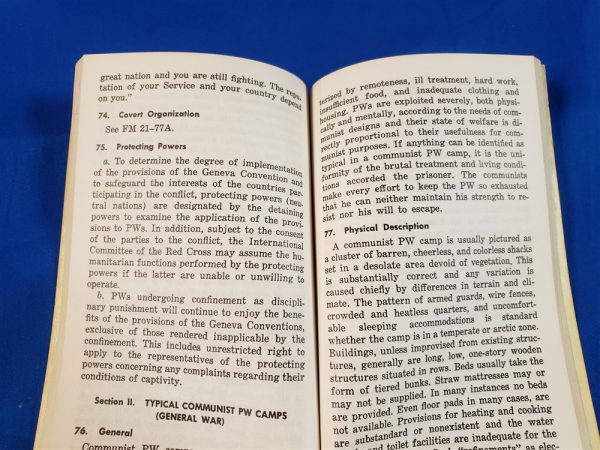 great nation and you are still fighting. The repu-
tation of your Service and your country depend
on you."
74. Covert Organization
See FM 21-77A.
75. Protecting Powers
a. To determine the degree of implementation
of the provisions of the Geneva Convention and
to safeguard the interests of the countries par-
ticipating in the conflict, protecting powers (neu-
tral nations) are designated by the detaining
powers to examine the application of the provi-
sions to PWs. In addition, subject to the consent
of the parties to the conflict, the International
Committee of the Red Cross may assume the hu-
manitarian functions performed by the protecting
powers if the latter are unable or unwilling to
operate.
b. PWs undergoing confinement as discipli-
nary punishment will continue to enjoy the bene-
fits of the provisions of the Geneva Conventions,
exclusive of those rendered inapplicable by the
confinement. This includes unrestricted right to
apply to the representatives of the protecting
powers concerning any complaints regarding their
conditions of captivity.
Section II. TYPICAL COMMUNIST PW CAMPS
(GENERAL WAR)
76. General
Communist PW
terized by remoteness, ill treatment, hard work,
insufficient food, and inadequate clothing and
housing. PWs are exploited severely, both physi-
cally and mentally, according to the needs of com-
munist designs and their state of welfare is di-
rectly proportional to their usefulness for com-
munist purposes. If anything can be identified as
typical in a communist PW camp, it is the uni-
formity of the brutal treatment and living condi-
tions accorded the prisoner. The communists
make every effort to keep the PW so exhausted
that he can neither maintain his strength to re-
sist nor his will to escape.
77. Physical Description
A communist PW camp is usually pictured as
a cluster of barren, cheerless, and colorless shacks
set in a desolate area devoid of vegetation. This
is substantially correct and any variation is
caused chiefly by differences in terrain and cli-
mate. The pattern of armed guards, wire fences,
crowded and heatless quarters, and uncomfort-
able sleeping accommodations is standard
whether the camp is in a temperate or arctic zone.
Buildings, unless improvised from existing struc-
tures, generally are long, low, one-story wooden
structures situated in rows. Beds usually take the
form of tiered bunks. Straw mattresses may or
may not be supplied. In many instances no beds
are provided. Even floor pads in many cases, are
not available. Provisions for heating and cooking
are substandard or nonexistent and the water
and toilet facilities are inadequate for the
"refinements" as elec-